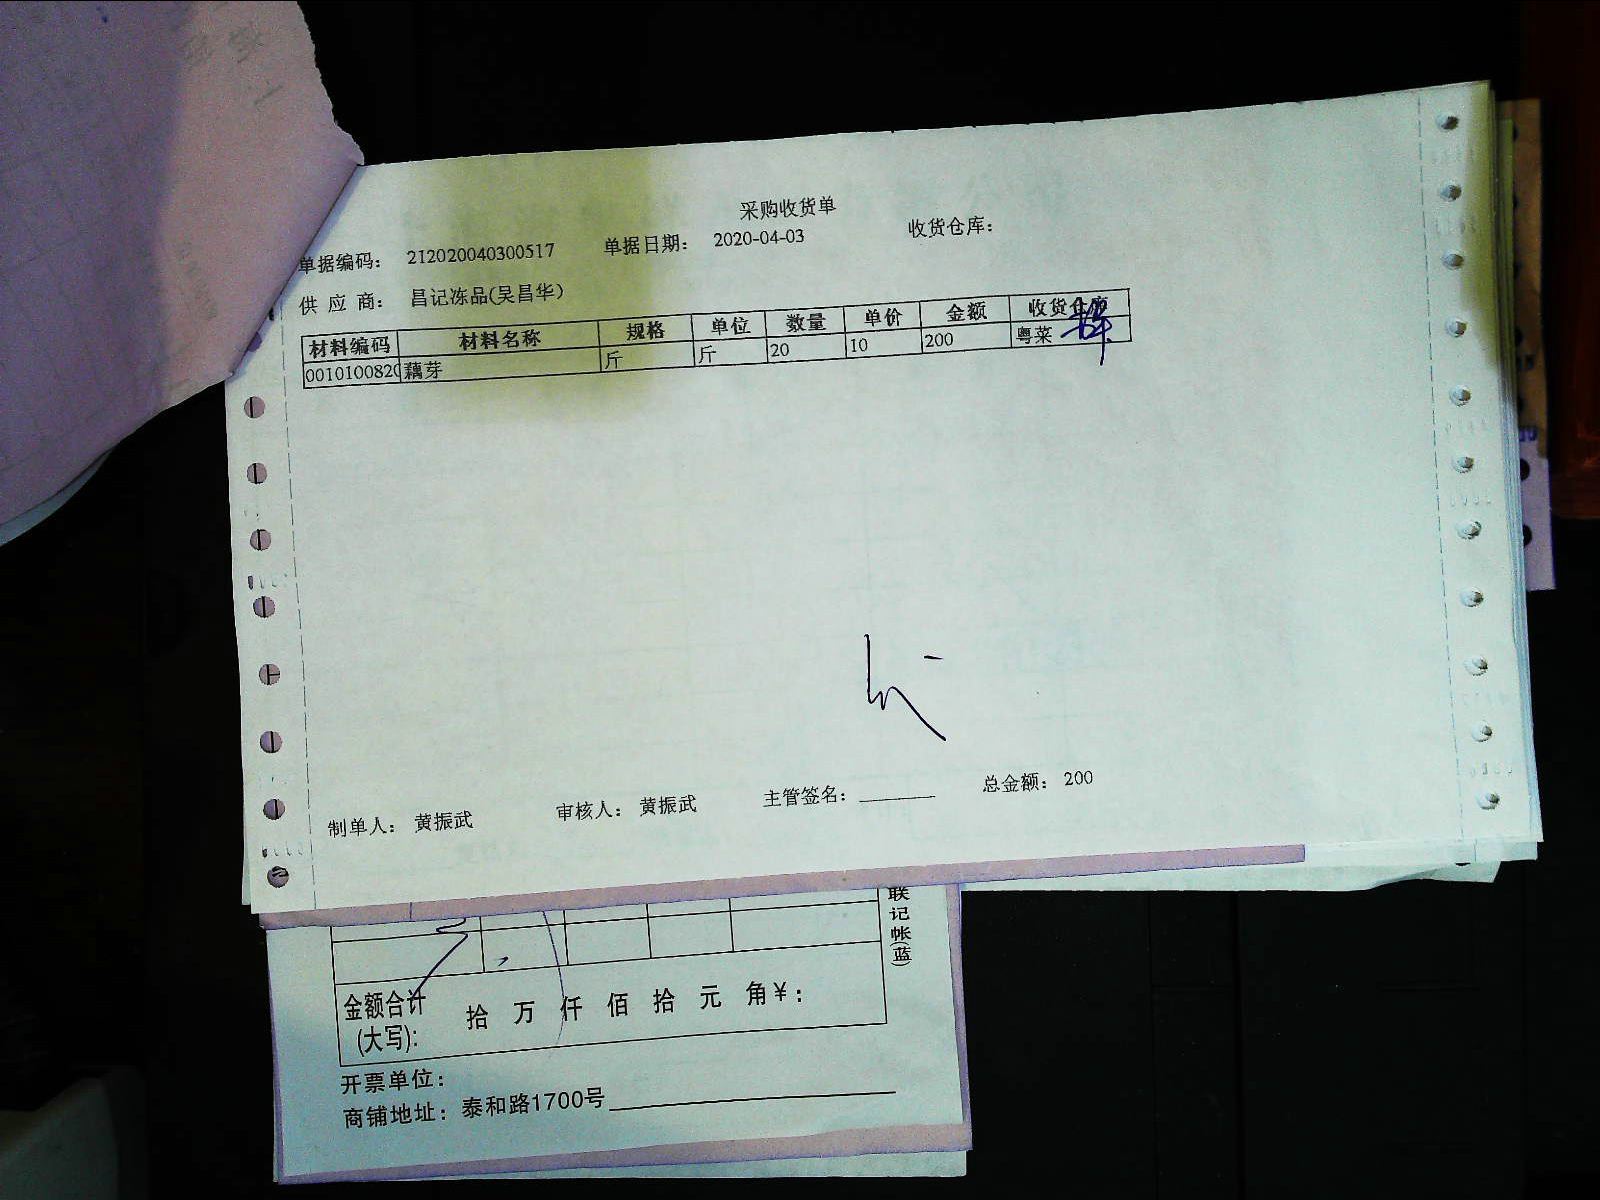 采购收货单
单据编码： 212020040300517 单据日期： 2020-04-03 收货仓库：
供 应 商： 昌记冻品(吴昌华)
材料编码 材料名称 规格 单位 数量 单价 金额 收货仓库
001010082 藕芽 斤 斤 20 10 200 粤菜
制单人： 黄振武 审核人： 黄振武 主管签名： 总金额： 200
联记帐(蓝)
金额合计
(大写): 拾 万 仟 佰 拾 元 角¥：
开票单位：
商铺地址：泰和路1700号